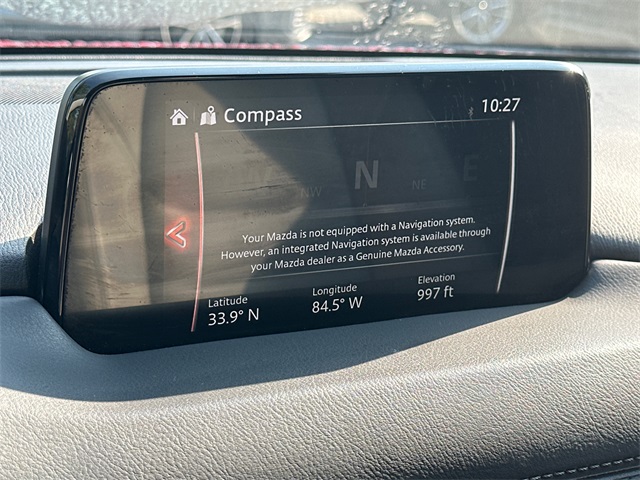 Compass
10:27
W NW N NE E
Your Mazda is not equipped with a Navigation system.
However, an integrated Navigation system is available through
your Mazda dealer as a Genuine Mazda Accessory.
Latitude Longitude Elevation
33.9° N 84.5° W 997 ft